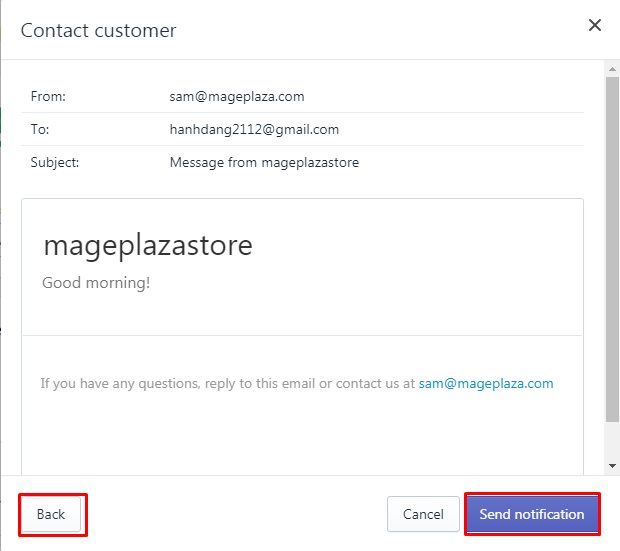 Contact customer
From: sam@mageplaza.com
To: hanhdang2112@gmail.com
Subject: Message from mageplazastore
mageplazastore
Good morning!
If you have any questions, reply to this email or contact us at sam@mageplaza.com
Back Cancel Send notification